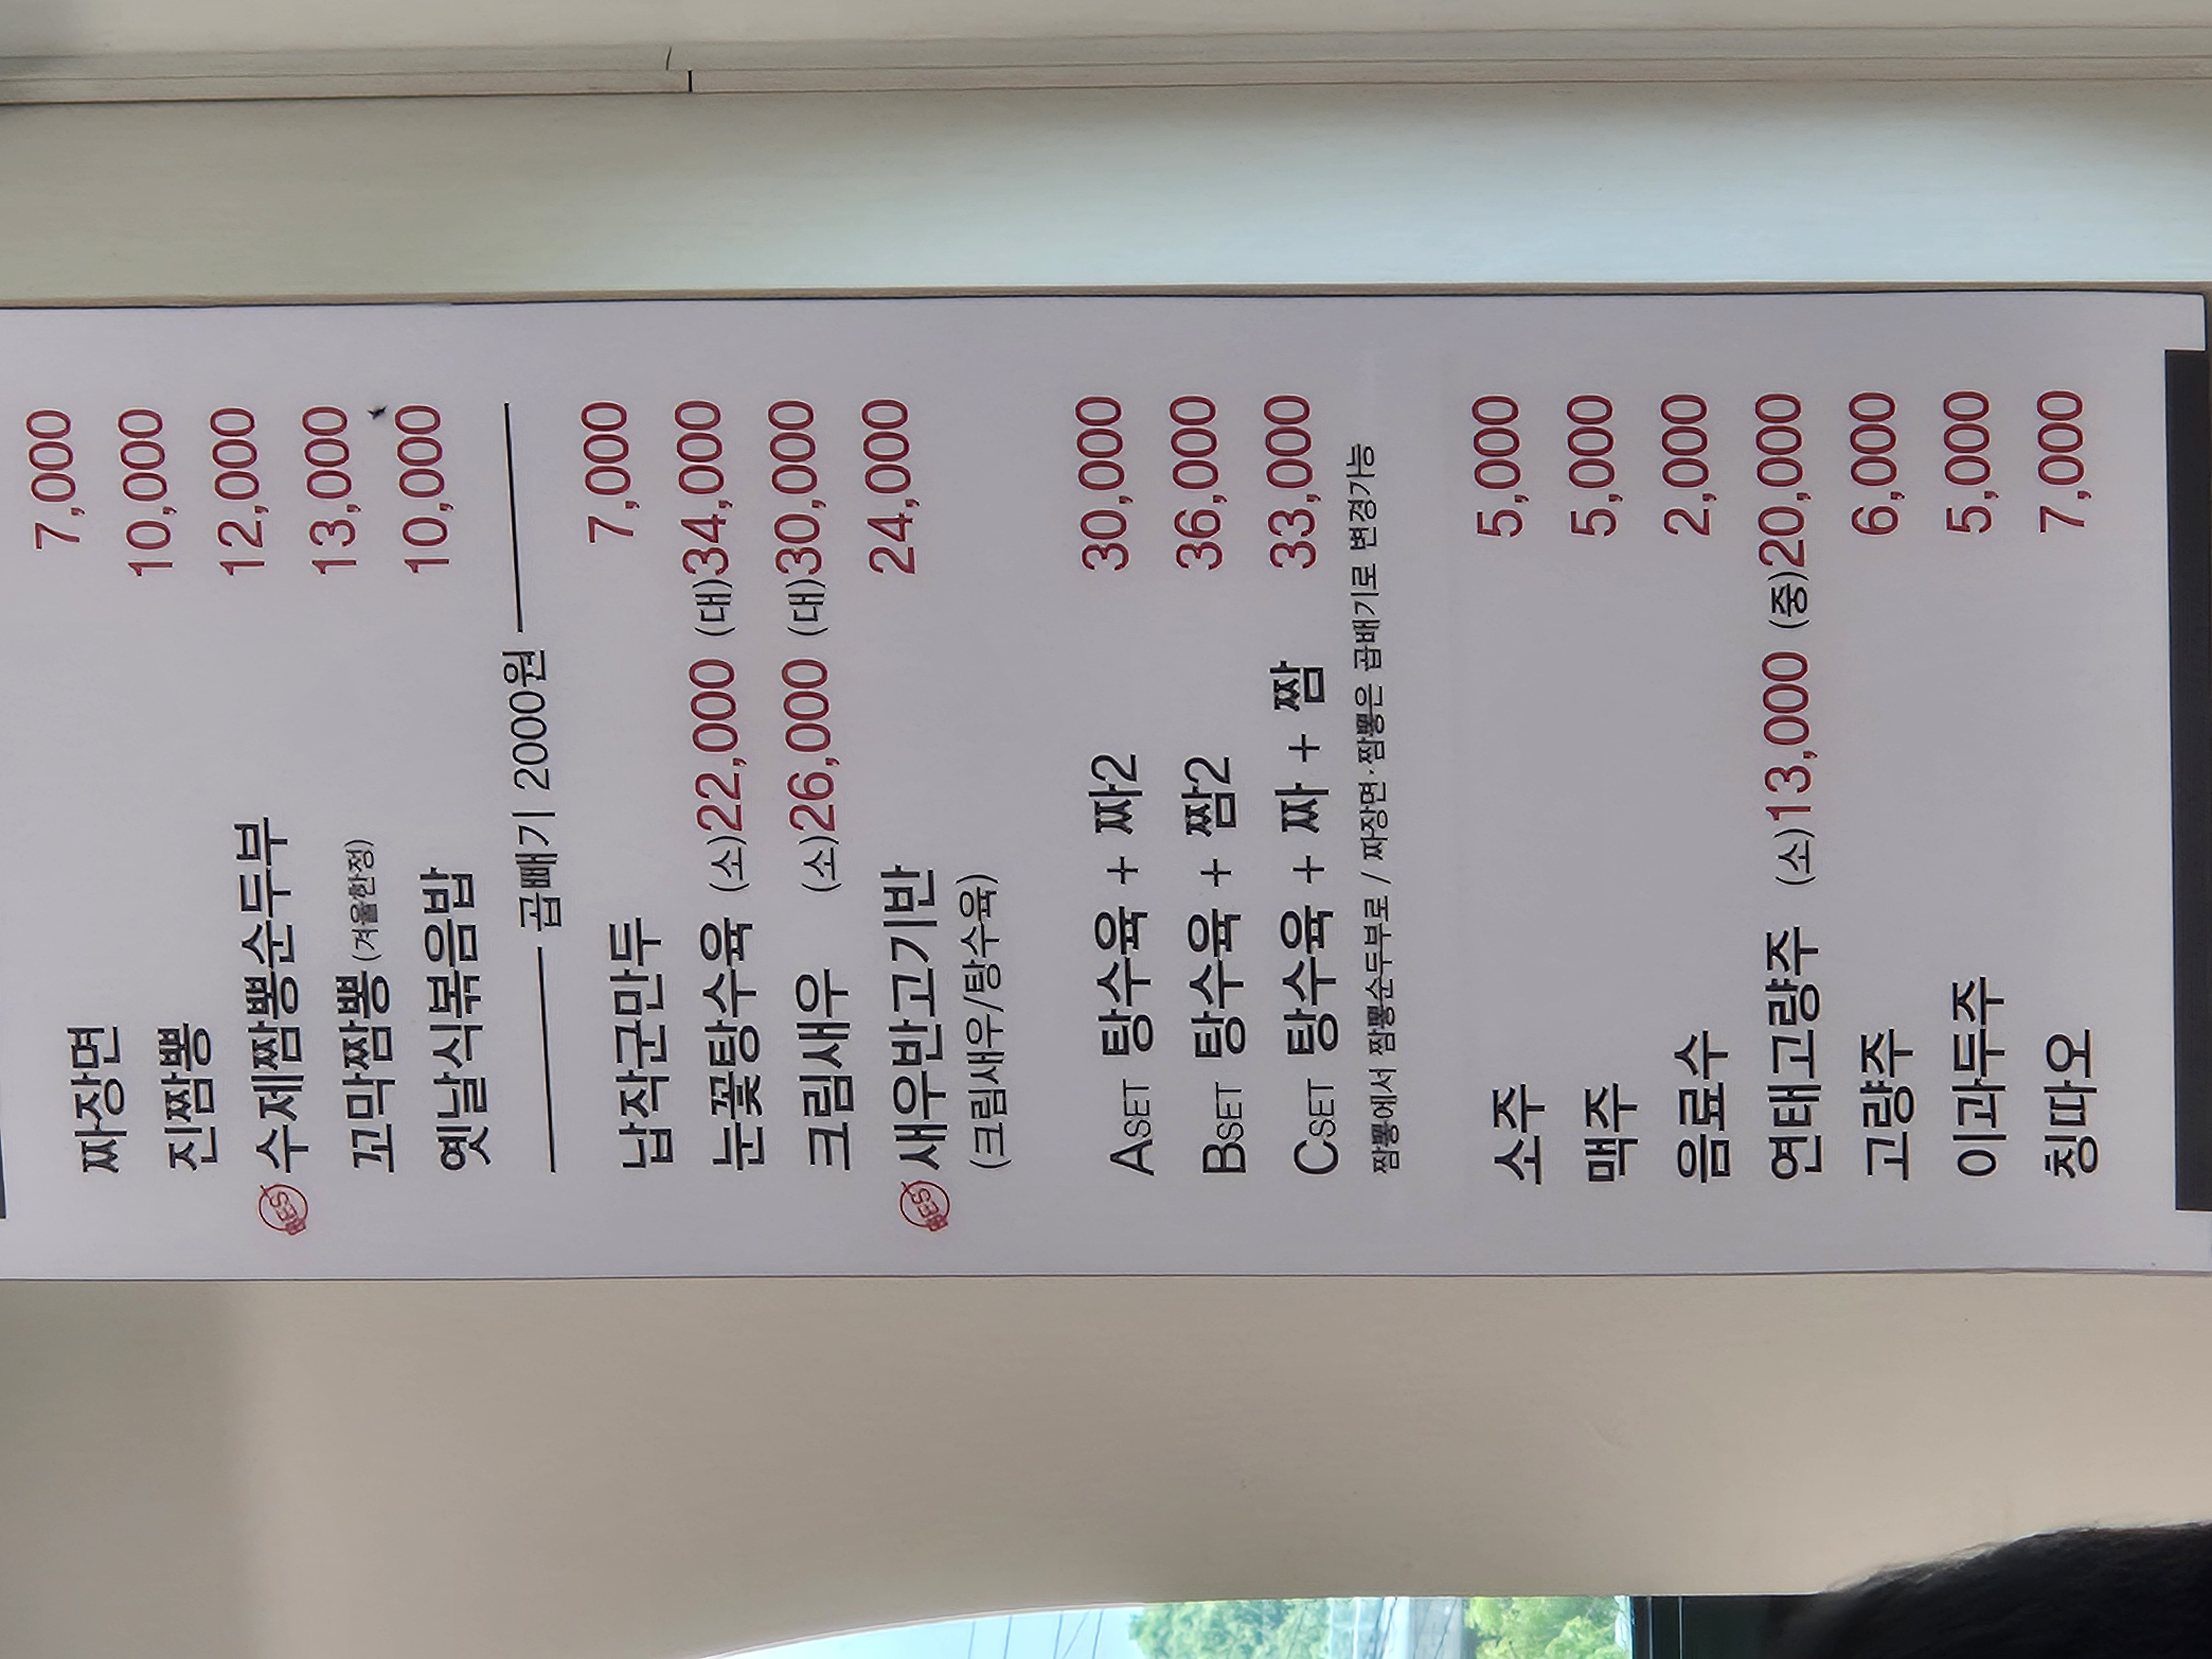 짜장면 7,000
진짬뽕 10,000
BEST 수제짬뽕순두부 12,000
꼬막짬뽕 (겨울한정) 13,000
옛날식볶음밥 10,000
곱빼기 2000원
납작군만두 7,000
눈꽃탕수육 (소)22,000 (대)34,000
크림새우 (소)26,000 (대)30,000
BEST 새우반고기반 24,000
(크림새우/탕수육)
ASET 탕수육 + 짜2 30,000
BSET 탕수육 + 짬2 36,000
CSET 탕수육 + 짜 + 짬 33,000
짬뽕에서 짬뽕순두부로 / 짜장면·짬뽕은 곱배기로 변경가능
소주 5,000
맥주 5,000
음료수 2,000
연태고량주 (소)13,000 (중)20,000
고량주 6,000
이과두주 5,000
칭따오 7,000